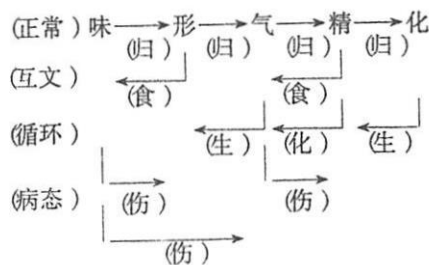 (正常) 味 形 气 精 化
(归) (归) (归) (归)
(互文) (食) (食)
(循环) (生) (化) (生)
(病态) (伤) (伤)
(伤)